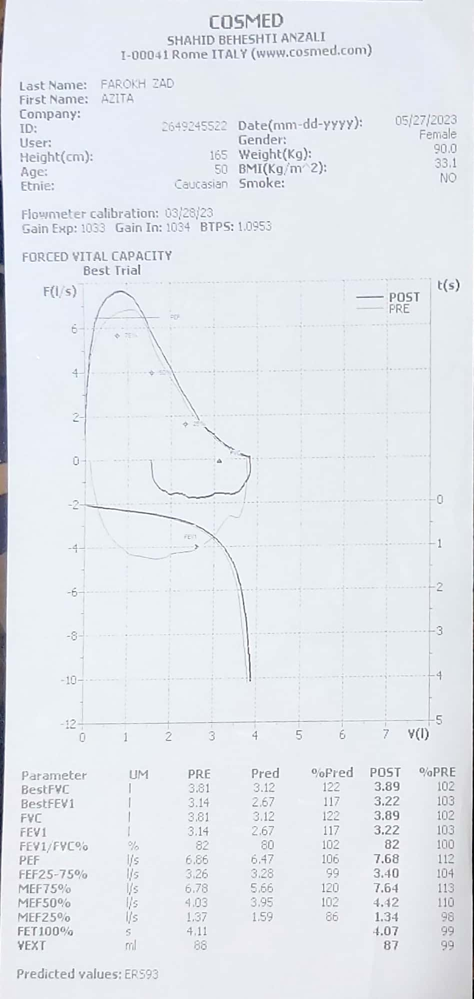 COSMED
SHAHID BEHESHTI ANZALI
I-00041 Rome ITALY (www.cosmed.com)
Last Name: FAROKH ZAD
First Name: AZITA
Company:
ID: 2649245522 Date(mm-dd-yyyy): 05/27/2023
User: Gender: Female
Height(cm): 165 Weight(Kg): 90.0
Age: 50 BMI(Kg/m^2): 33.1
Etnie: Caucasian Smoke: NO
Flowmeter calibration: 03/28/23
Gain Exp: 1033 Gain In: 1034 BTPS: 1.0953
FORCED VITAL CAPACITY
Best Trial
F(l/s) t(s)
POST
PRE
PEF
6
75%
4 50%
2 25%
FVC
0
-2 0
FEV1
-4 1
-6 2
-8 3
-10 4
-12 5
0 1 2 3 4 5 6 7 V(l)
Parameter UM PRE Pred %Pred POST %PRE
BestFVC l 3.81 3.12 122 3.89 102
BestFEV1 l 3.14 2.67 117 3.22 103
FVC l 3.81 3.12 122 3.89 102
FEV1 l 3.14 2.67 117 3.22 103
FEV1/FVC% % 82 80 102 82 100
PEF l/s 6.86 6.47 106 7.68 112
FEF25-75% l/s 3.26 3.28 99 3.40 104
MEF75% l/s 6.78 5.66 120 7.64 113
MEF50% l/s 4.03 3.95 102 4.42 110
MEF25% l/s 1.37 1.59 86 1.34 98
FET100% s 4.11 4.07 99
VEXT ml 88 87 99
Predicted values: ERS93